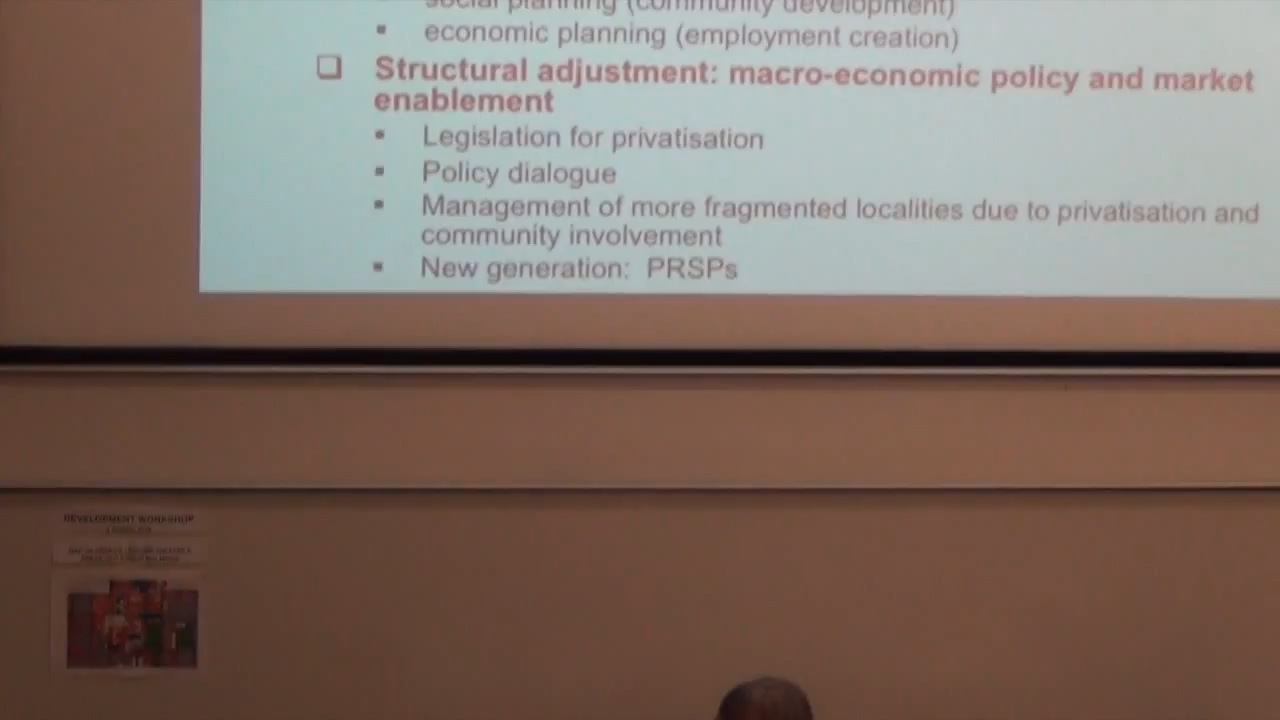 social planning (community development)
economic planning (employment creation)
Structural adjustment: macro-economic policy and market
enablement
Legislation for privatisation
Policy dialogue
Management of more fragmented localities due to privatisation and
community involvement
New generation: PRSPs
DEVELOPMENT WORKSHOP